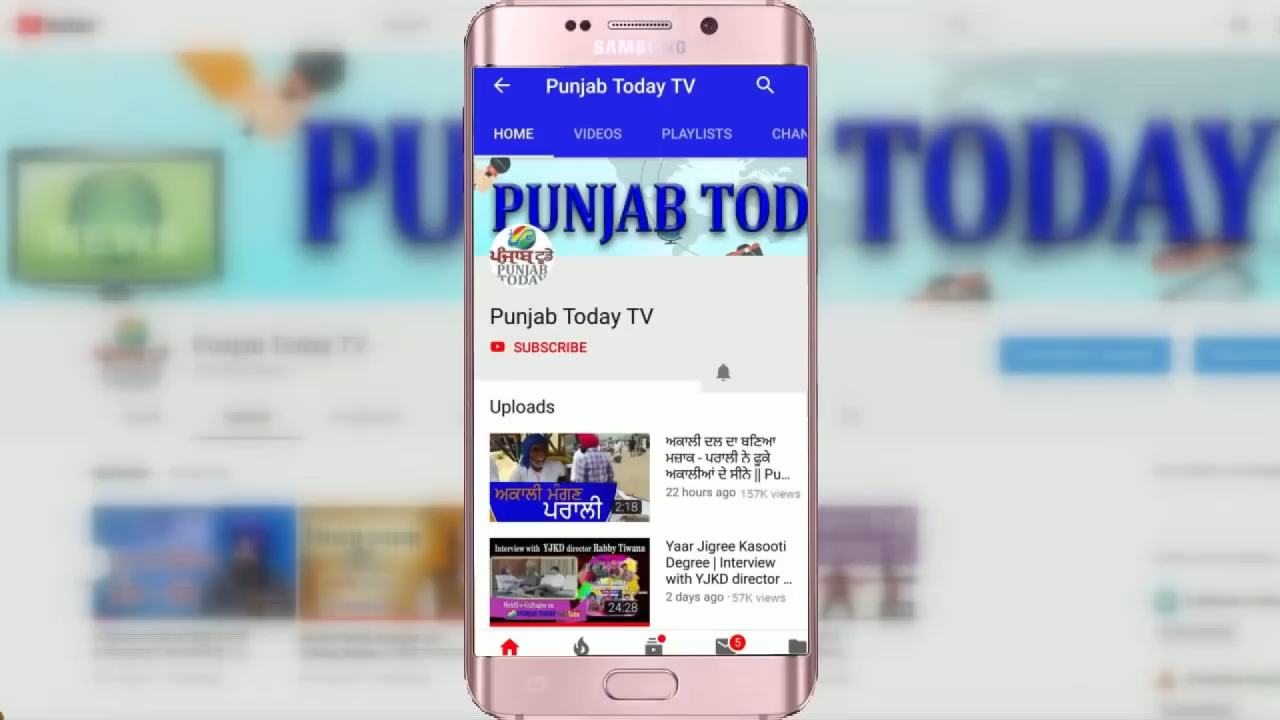 SAMSUNG
Punjab Today TV
HOME VIDEOS PLAYLISTS CHAN
PUNJAB TOD
ਪੰਜਾਬ ਟੂਡੇ
PUNJAB
TODAY
Punjab Today TV
SUBSCRIBE
Uploads
ਅਕਾਲੀ ਮੰਗਣ
ਪਰਾਲੀ
2:18
ਅਕਾਲੀ ਦਲ ਦਾ ਬਣਿਆ
ਮਜ਼ਾਕ - ਪਰਾਲੀ ਨੇ ਫੂਕੇ
ਅਕਾਲੀਆਂ ਦੇ ਸੀਨੇ || Pu...
22 hours ago 157K views
Interview with YJKD director Rabby Tiwana
24:28
Yaar Jigree Kasooti
Degree | Interview
with YJKD director ...
2 days ago · 57K views
5
PU
TODAY
Punjab Today TV